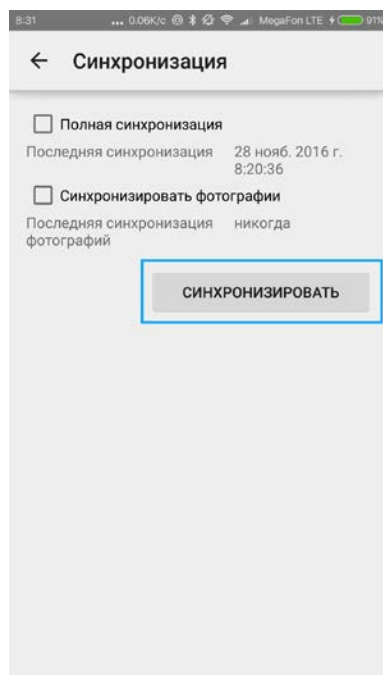 8:31 ... 0.06K/c MegaFon LTE 91%
Синхронизация
Полная синхронизация
Последняя синхронизация 28 нояб. 2016 г.
8:20:36
Синхронизировать фотографии
Последняя синхронизация никогда
фотографий
СИНХРОНИЗИРОВАТЬ